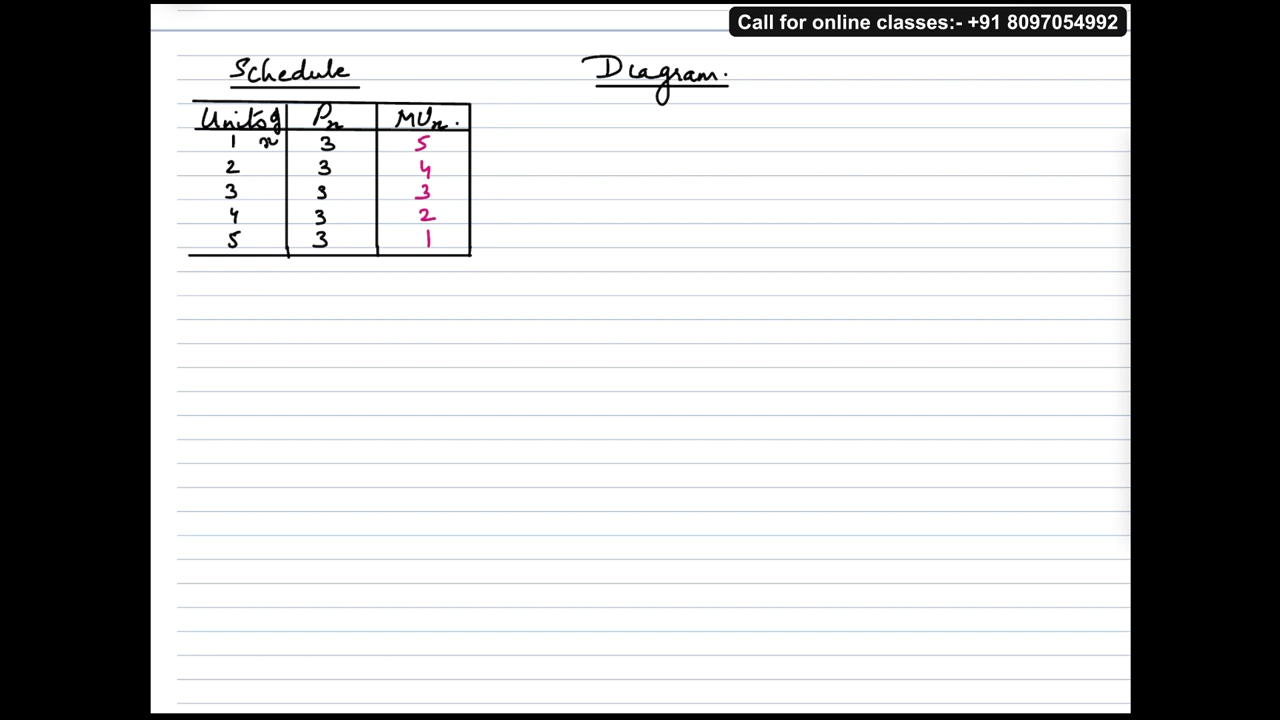 Call for online classes:- +91 8097054992
Schedule
Diagram.
Units of x Px MUx.
1 3 5
2 3 4
3 3 3
4 3 2
5 3 1